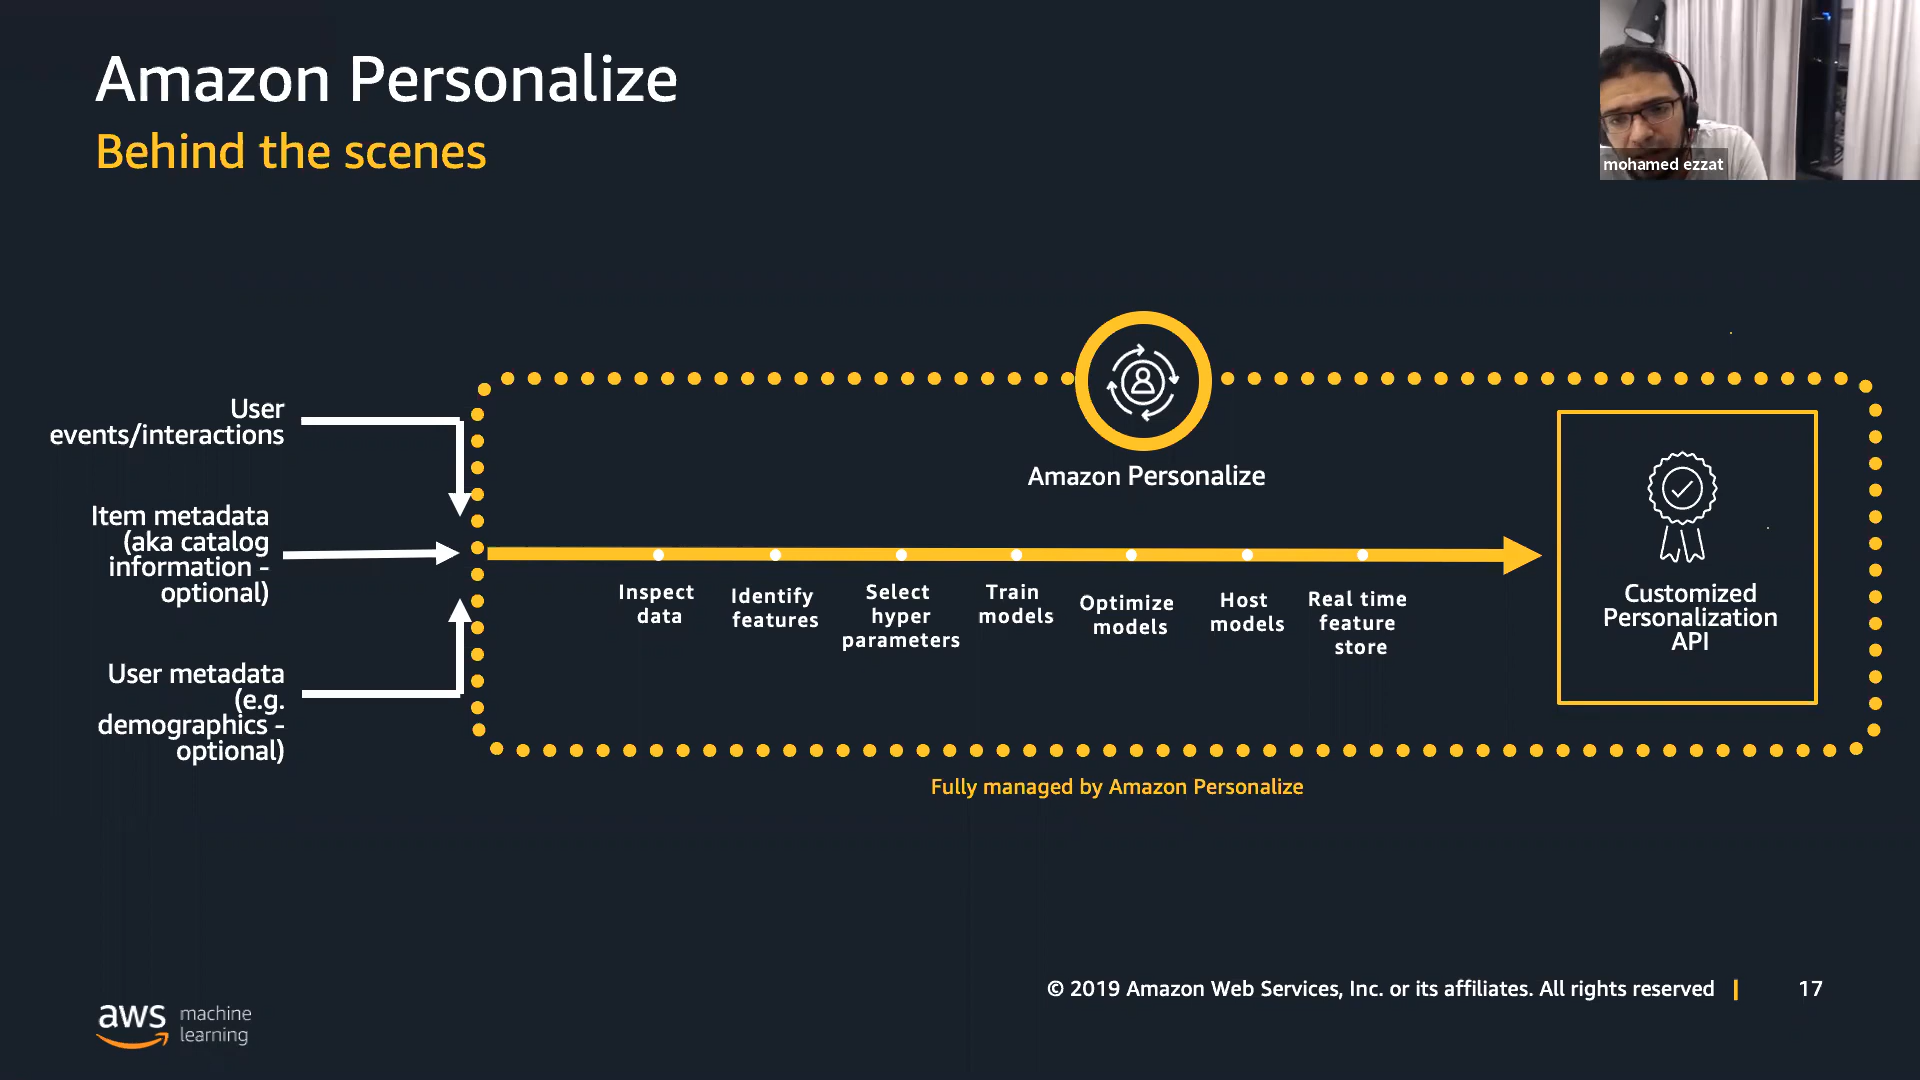 Amazon Personalize
Behind the scenes
mohamed ezzat
User
events/interactions
Item metadata
(aka catalog
information -
optional)
User metadata
(e.g.
demographics -
optional)
Amazon Personalize
Inspect
data
Identify
features
Select
hyper
parameters
Train
models
Optimize
models
Host
models
Real time
feature
store
Customized
Personalization
API
Fully managed by Amazon Personalize
© 2019 Amazon Web Services, Inc. or its affiliates. All rights reserved | 17
aws machine
learning